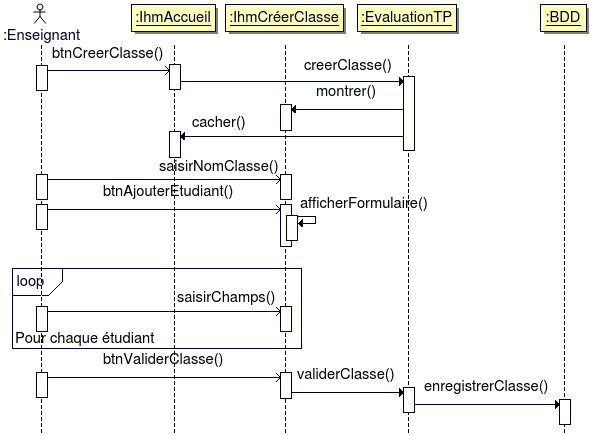 :Enseignant
:IhmAccueil
:IhmCréerClasse
:EvaluationTP
:BDD
btnCreerClasse()
creerClasse()
montrer()
cacher()
saisirNomClasse()
btnAjouterEtudiant()
afficherFormulaire()
loop
saisirChamps()
Pour chaque étudiant
btnValiderClasse()
validerClasse()
enregistrerClasse()